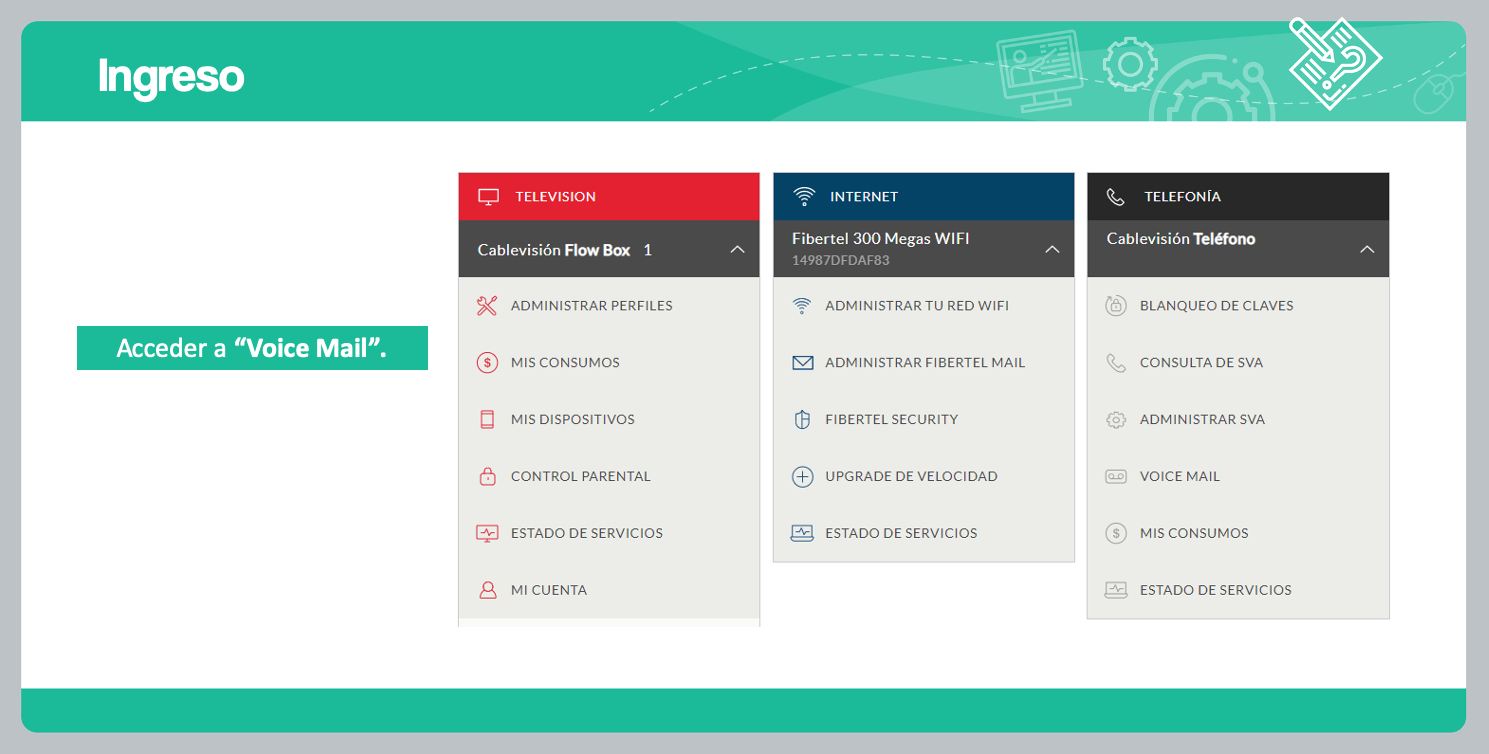 Ingreso
Acceder a “Voice Mail”.
TELEVISION
Cablevisión Flow Box 1
ADMINISTRAR PERFILES
MIS CONSUMOS
MIS DISPOSITIVOS
CONTROL PARENTAL
ESTADO DE SERVICIOS
MI CUENTA
INTERNET
Fibertel 300 Megas WIFI
14987DFDAF83
ADMINISTRAR TU RED WIFI
ADMINISTRAR FIBERTEL MAIL
FIBERTEL SECURITY
UPGRADE DE VELOCIDAD
ESTADO DE SERVICIOS
TELEFONÍA
Cablevisión Teléfono
BLANQUEO DE CLAVES
CONSULTA DE SVA
ADMINISTRAR SVA
VOICE MAIL
MIS CONSUMOS
ESTADO DE SERVICIOS